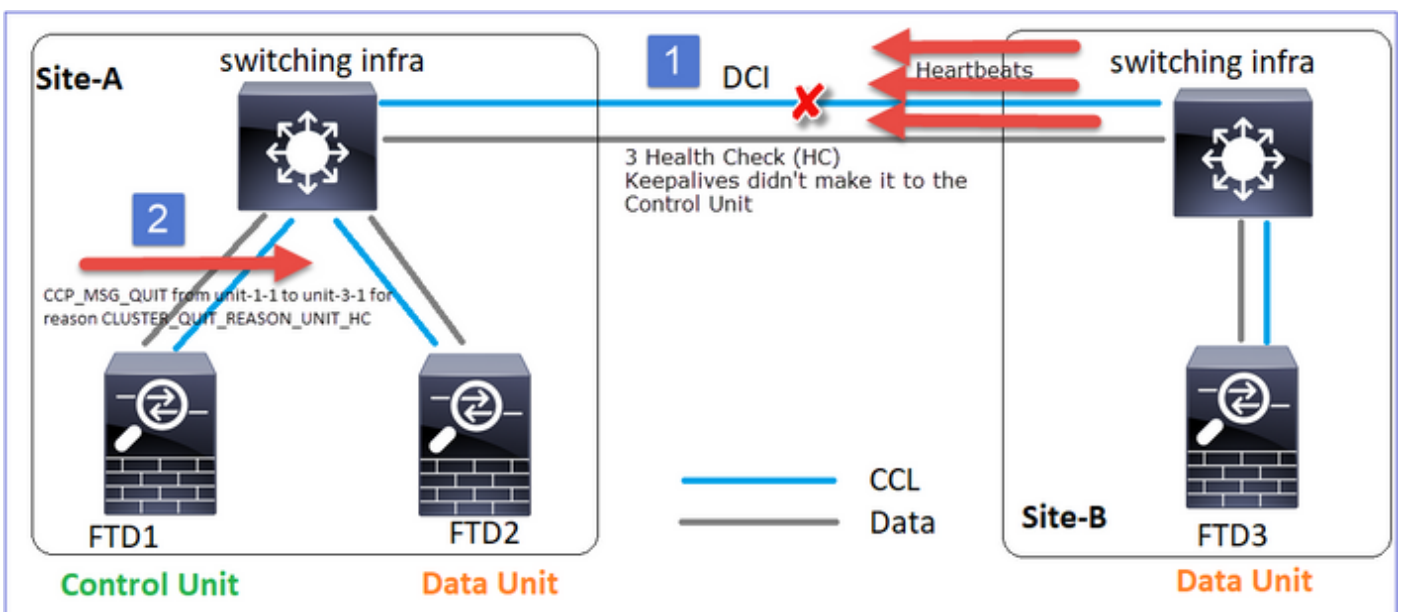 Site-A
switching infra
1
DCI
Heartbeats
switching infra
3 Health Check (HC)
Keepalives didn't make it to the
Control Unit
2
CCP_MSG_QUIT from unit-1-1 to unit-3-1 for
reason CLUSTER_QUIT_REASON_UNIT_HC
FTD1
Control Unit
FTD2
Data Unit
CCL
Data
Site-B
FTD3
Data Unit